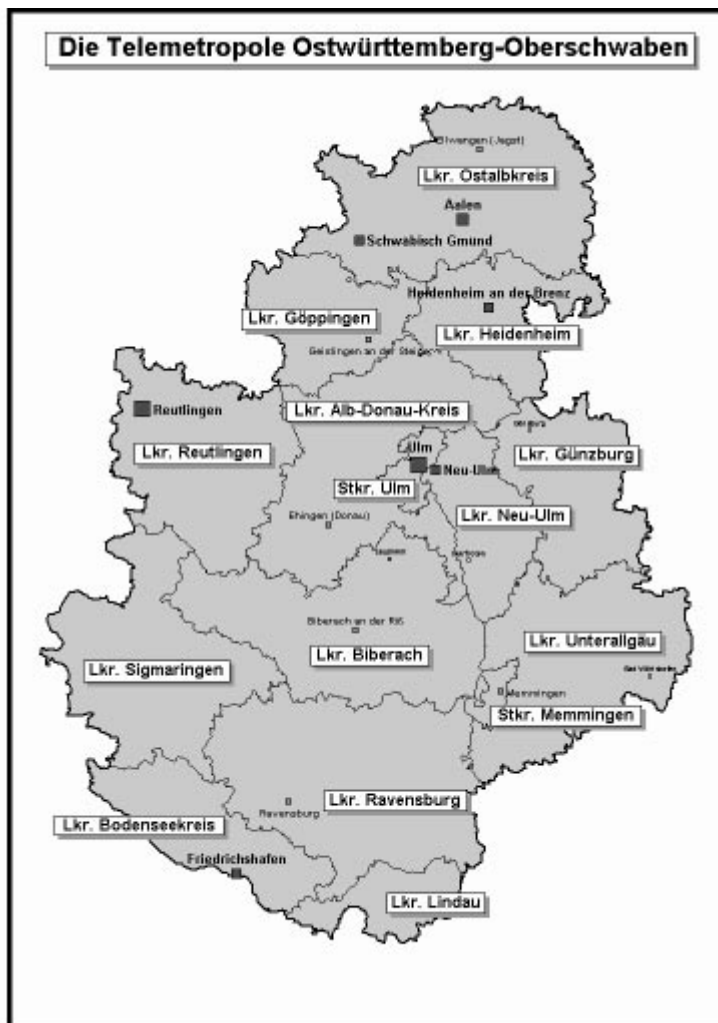 Die Telemetropole Ostwürttemberg-Oberschwaben
Ellwangen (Jagst)
Lkr. Ostalbkreis
Aalen
Schwäbisch Gmünd
Heidenheim an der Brenz
Lkr. Göppingen
Lkr. Heidenheim
Geislingen an der Steige
Reutlingen
Lkr. Alb-Donau-Kreis
Günzburg
Lkr. Reutlingen
Ulm
Lkr. Günzburg
Neu-Ulm
Stkr. Ulm
Ehingen (Donau)
Lkr. Neu-Ulm
Laupheim
Biberach an der Riß
Lkr. Unterallgäu
Lkr. Biberach
Lkr. Sigmaringen
Memmingen
Stkr. Memmingen
Lkr. Ravensburg
Ravensburg
Lkr. Bodenseekreis
Friedrichshafen
Lkr. Lindau